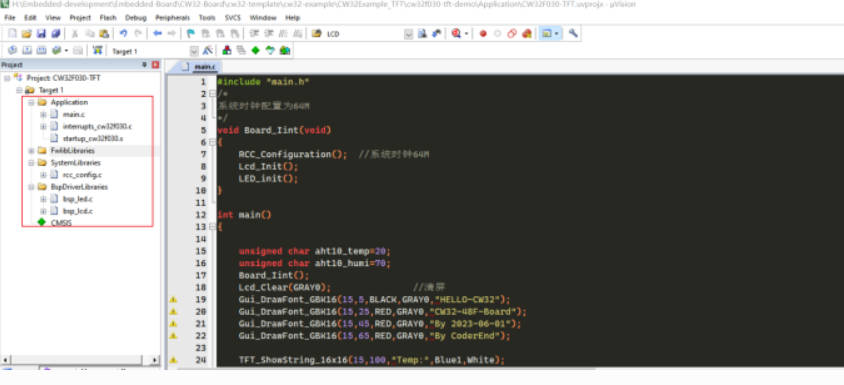 H:\Embedded-development\Embedded-Board\CW32-Board\cw32-template\cw32-example\CW32Example_TFT\cw32f030-tft-demo\Application\CW32F030-TFT.uvprojx - µVision
File Edit View Project Flash Debug Peripherals Tools SVCS Window Help
LCD
Target 1
Project
main.c
Project: CW32F030-TFT
Target 1
Application
main.c
interrupts_cw32f030.c
startup_cw32f030.s
FwlibLibraries
SystemLibraries
rcc_config.c
BspDriverLibraries
bsp_led.c
bsp_lcd.c
CMSIS
1 #include "main.h"
2 /*
3 系统时钟配置为64M
4 */
5 void Board_Iint(void)
6 {
7 RCC_Configuration(); //系统时钟64M
8 Lcd_Init();
9 LED_init();
10 }
11
12 int main()
13 {
14
15 unsigned char aht10_temp=20;
16 unsigned char aht10_humi=70;
17 Board_Iint();
18 Lcd_Clear(GRAY0); //清屏
19 Gui_DrawFont_GBK16(15,5,BLACK,GRAY0,"HELLO-CW32");
20 Gui_DrawFont_GBK16(15,25,RED,GRAY0,"CW32-48F-Board");
21 Gui_DrawFont_GBK16(15,45,RED,GRAY0,"By 2023-06-01");
22 Gui_DrawFont_GBK16(15,65,RED,GRAY0,"By CoderEnd");
23
24 TFT_ShowString_16x16(15,100,"Temp:",Blue1,White);